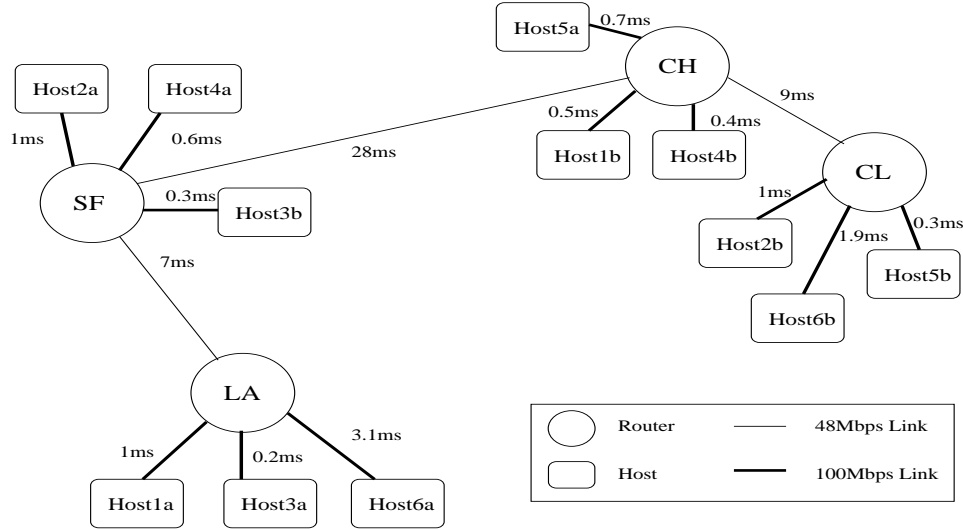 Host5a
0.7ms
CH
Host2a
Host4a
9ms
1ms
0.6ms
0.5ms
0.4ms
28ms
Host1b
Host4b
CL
SF
0.3ms
Host3b
1ms
1.9ms
0.3ms
Host2b
Host5b
7ms
Host6b
LA
1ms
0.2ms
3.1ms
Host1a
Host3a
Host6a
Router
48Mbps Link
Host
100Mbps Link